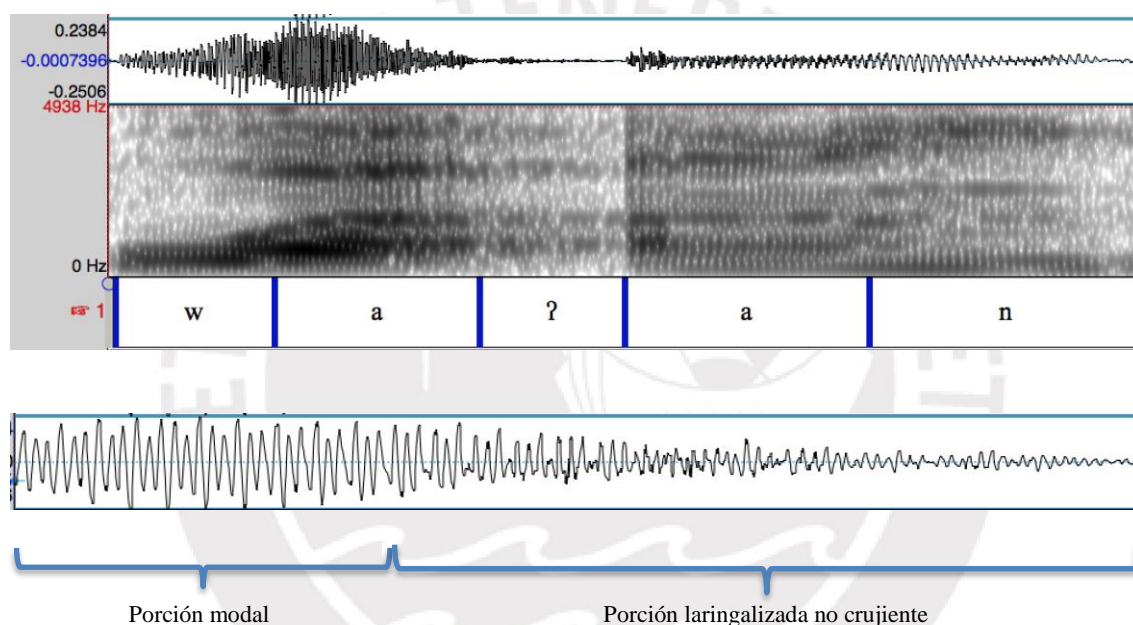 0.2384
-0.0007396
-0.2506
4938 Hz
0 Hz
1 w a ʔ a n
Porción modal Porción laringalizada no crujiente